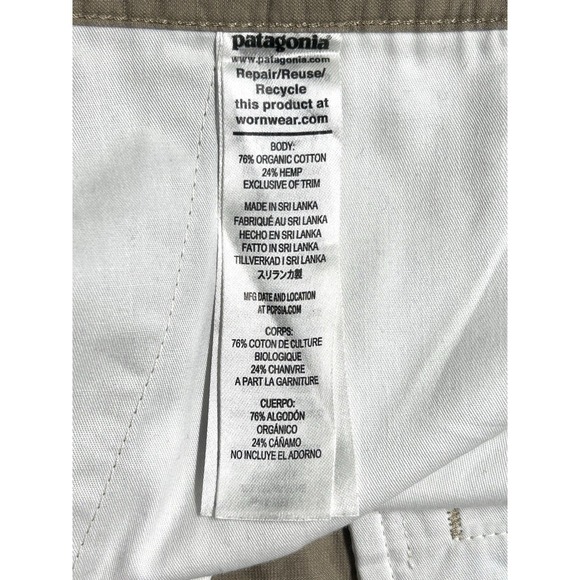 patagonia®
www.patagonia.com
Repair/Reuse/
Recycle
this product at
wornwear.com
BODY:
76% ORGANIC COTTON
24% HEMP
EXCLUSIVE OF TRIM
MADE IN SRI LANKA
FABRIQUÉ AU SRI LANKA
HECHO EN SRI LANKA
FATTO IN SRI LANKA
TILLVERKAD I SRI LANKA
スリランカ製
MFG DATE AND LOCATION
AT PCPSIA.COM
CORPS:
76% COTON DE CULTURE
BIOLOGIQUE
24% CHANVRE
A PART LA GARNITURE
CUERPO:
76% ALGODÓN
ORGÁNICO
24% CÁÑAMO
NO INCLUYE EL ADORNO